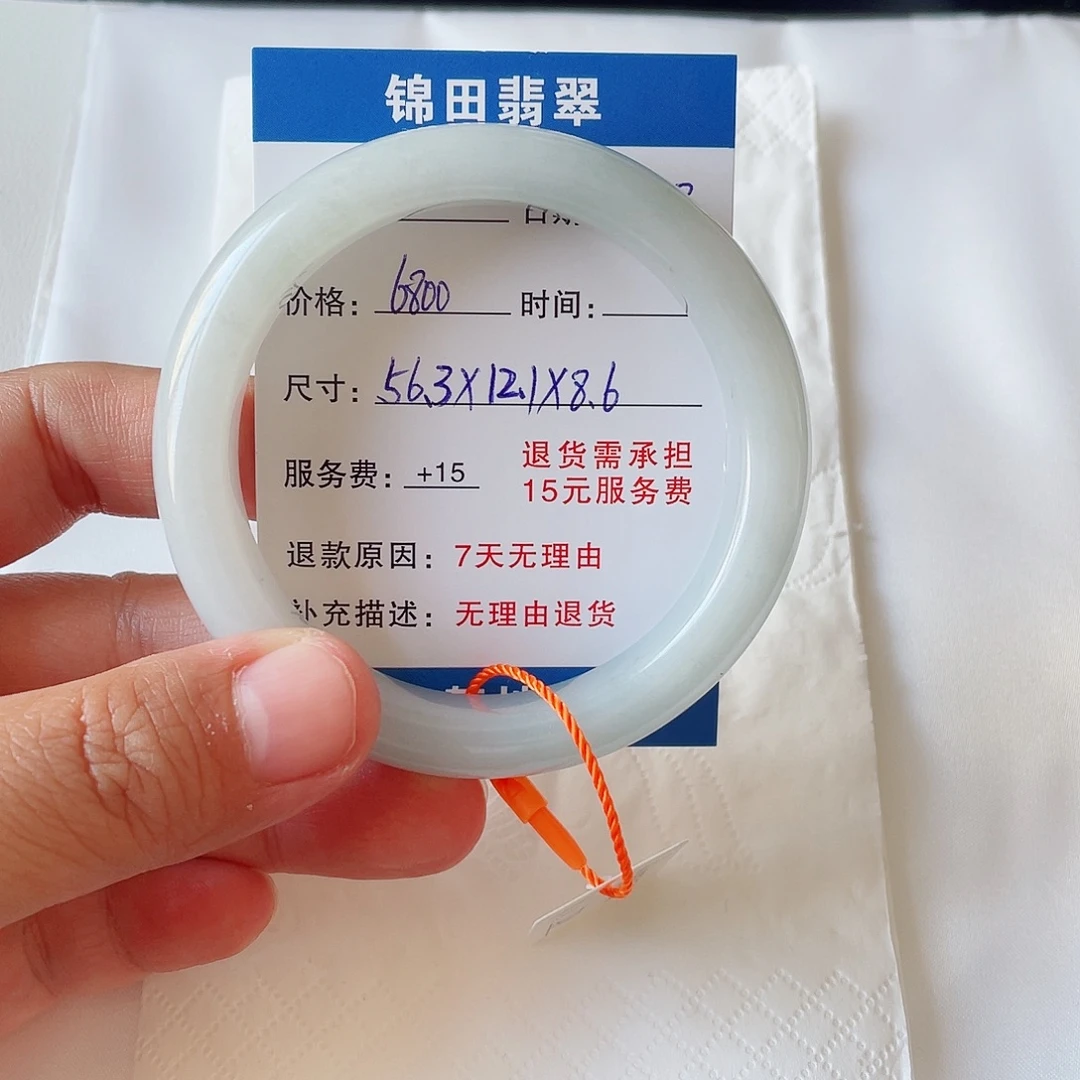 锦田翡翠
日期
价格: 6800 时间:
尺寸: 56.3X12.1X8.6
服务费: +15 退货需承担
15元服务费
退款原因: 7天无理由
补充描述: 无理由退货